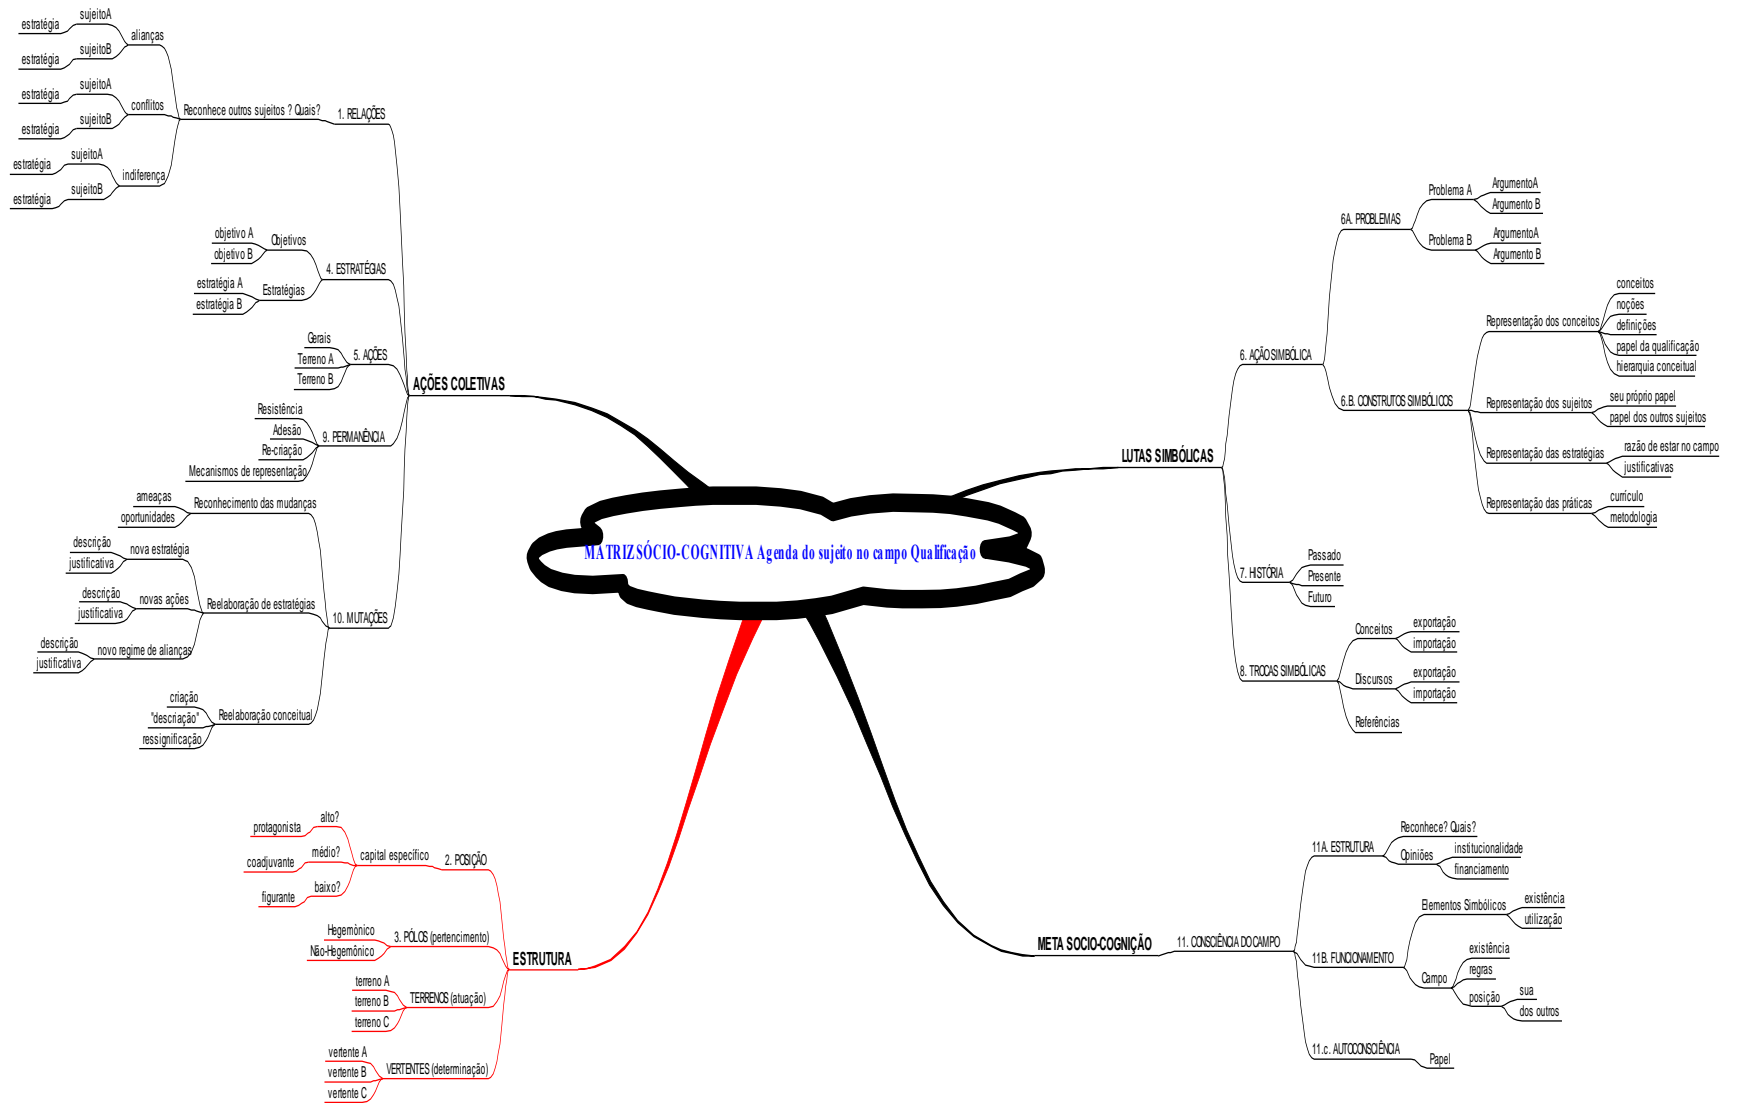 MATRIZ SÓCIO-COGNITIVA Agenda do sujeito no campo Qualificação
AÇÕES COLETIVAS
1. RELAÇÕES
Reconhece outros sujeitos ? Quais?
alianças
sujeitoA
estratégia
sujeitoB
estratégia
conflitos
sujeitoA
estratégia
sujeitoB
estratégia
indiferença
sujeitoA
estratégia
sujeitoB
estratégia
4. ESTRATÉGIAS
Objetivos
objetivo A
objetivo B
Estratégias
estratégia A
estratégia B
5. AÇÕES
Gerais
Terreno A
Terreno B
9. PERMANÊNCIA
Resistência
Adesão
Re-criação
Mecanismos de representação
10. MUTAÇÕES
Reconhecimento das mudanças
ameaças
oportunidades
Reelaboração de estratégias
nova estratégia
descrição
justificativa
novas ações
descrição
justificativa
novo regime de alianças
descrição
justificativa
Reelaboração conceitual
criação
"descriação"
ressignificação
ESTRUTURA
2. POSIÇÃO
capital específico
alto?
protagonista
médio?
coadjuvante
baixo?
figurante
3. PÓLOS (pertencimento)
Hegemônico
Não-Hegemônico
TERRENOS (atuação)
terreno A
terreno B
terreno C
VERTENTES (determinação)
vertente A
vertente B
vertente C
LUTAS SIMBÓLICAS
6. AÇÃO SIMBÓLICA
6A. PROBLEMAS
Problema A
ArgumentoA
Argumento B
Problema B
ArgumentoA
Argumento B
6.B. CONSTRUTOS SIMBÓLICOS
Representação dos conceitos
conceitos
noções
definições
papel da qualificação
hierarquia conceitual
Representação dos sujeitos
seu próprio papel
papel dos outros sujeitos
Representação das estratégias
razão de estar no campo
justificativas
Representação das práticas
currículo
metodologia
7. HISTÓRIA
Passado
Presente
Futuro
8. TROCAS SIMBÓLICAS
Conceitos
exportação
importação
Discursos
exportação
importação
Referências
META SOCIO-COGNIÇÃO
11. CONSCIÊNCIA DO CAMPO
11A. ESTRUTURA
Reconhece? Quais?
Opiniões
institucionalidade
financiamento
11B. FUNCIONAMENTO
Elementos Simbólicos
existência
utilização
Campo
existência
regras
posição
sua
dos outros
11.c. AUTOCONSCIÊNCIA
Papel